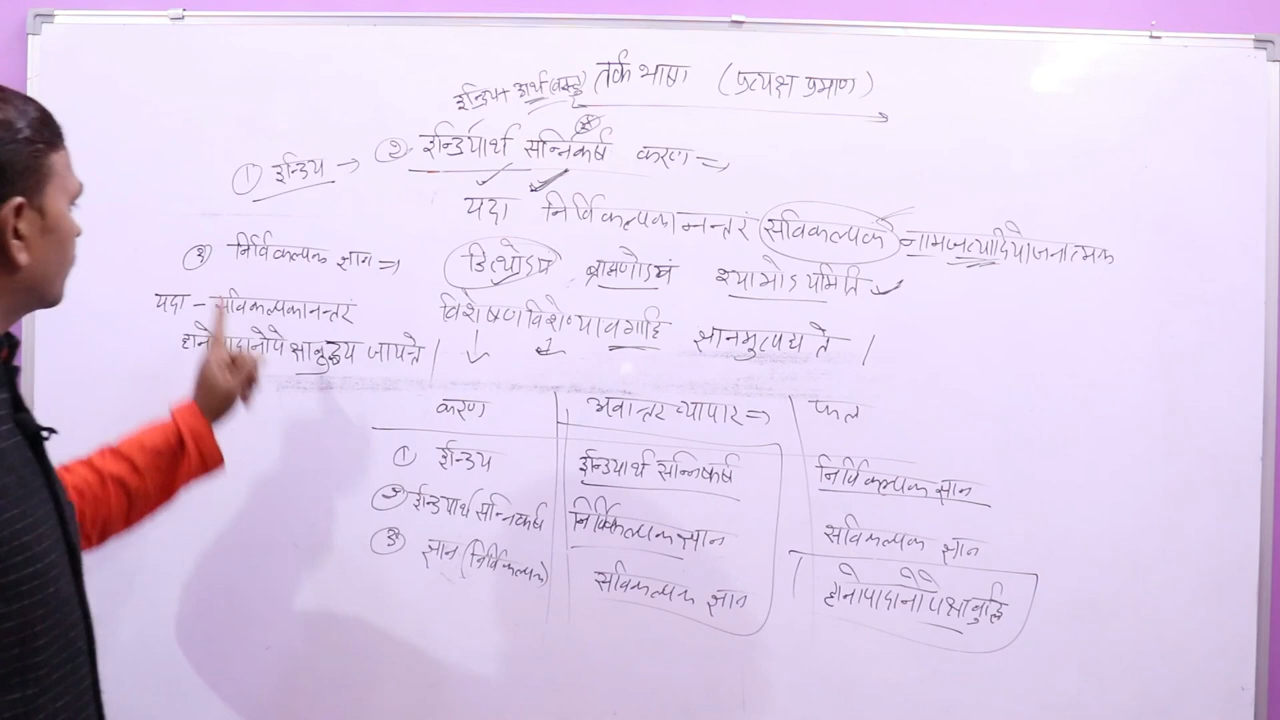 तर्क भाषा (प्रत्यक्ष प्रमाण)
इन्द्रिय+ अर्थ (वस्तु)
① इन्द्रिय → ② इन्द्रियार्थ सन्निकर्ष करण ⇒
यदा निर्विकल्पकानन्तरं सविकल्पक नामजात्यादियोजनात्मक
③ निर्विकल्पक ज्ञान ⇒ डित्थोऽयं ब्राह्मणोऽयं श्यामोऽयमिति
यदा - सविकल्पकानन्तरं विशेषणविशेष्यावगाहि ज्ञानमुत्पद्यते |
हानोपादानोपेक्षाबुद्धय जायन्ते |
करण अवान्तर व्यापार ⇒ फल
① इन्द्रिय इन्द्रियार्थ सन्निकर्ष निर्विकल्पक ज्ञान
② इन्द्रियार्थ सन्निकर्ष निर्विकल्पक ज्ञान सविकल्पक ज्ञान
③ ज्ञान (निर्विकल्पक) सविकल्पक ज्ञान हानोपादानोपेक्षाबुद्धि